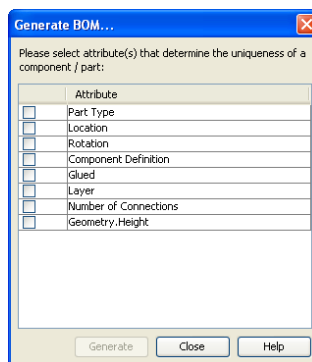 Generate BOM...
Please select attribute(s) that determine the uniqueness of a
component / part:
Attribute
Part Type
Location
Rotation
Component Definition
Glued
Layer
Number of Connections
Geometry.Height
Generate Close Help